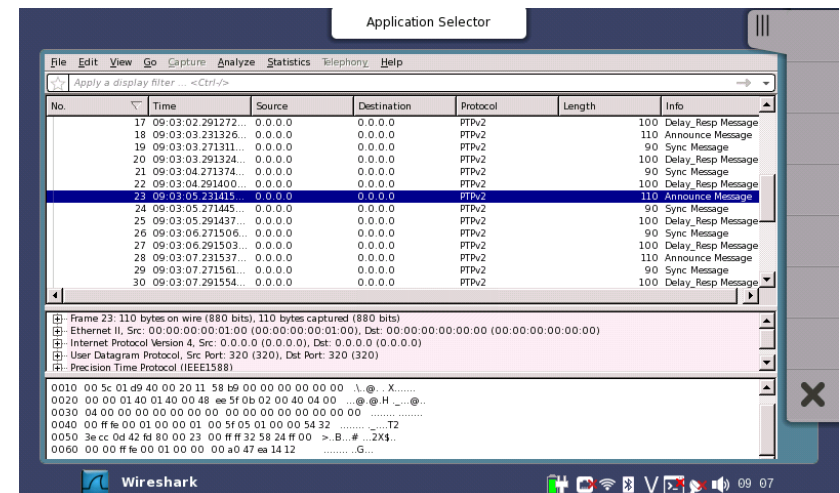 Application Selector
File Edit View Go Capture Analyze Statistics Telephony Help
Apply a display filter ... <Ctrl-/>
No. Time Source Destination Protocol Length Info
17 09:03:02.291272... 0.0.0.0 0.0.0.0 PTPv2 100 Delay_Resp Message
18 09:03:03.231326... 0.0.0.0 0.0.0.0 PTPv2 110 Announce Message
19 09:03:03.271311... 0.0.0.0 0.0.0.0 PTPv2 90 Sync Message
20 09:03:03.291324... 0.0.0.0 0.0.0.0 PTPv2 100 Delay_Resp Message
21 09:03:04.271374... 0.0.0.0 0.0.0.0 PTPv2 90 Sync Message
22 09:03:04.291400... 0.0.0.0 0.0.0.0 PTPv2 100 Delay_Resp Message
23 09:03:05.231415... 0.0.0.0 0.0.0.0 PTPv2 110 Announce Message
24 09:03:05.271445... 0.0.0.0 0.0.0.0 PTPv2 90 Sync Message
25 09:03:05.291437... 0.0.0.0 0.0.0.0 PTPv2 100 Delay_Resp Message
26 09:03:06.271506... 0.0.0.0 0.0.0.0 PTPv2 90 Sync Message
27 09:03:06.291503... 0.0.0.0 0.0.0.0 PTPv2 100 Delay_Resp Message
28 09:03:07.231537... 0.0.0.0 0.0.0.0 PTPv2 110 Announce Message
29 09:03:07.271561... 0.0.0.0 0.0.0.0 PTPv2 90 Sync Message
30 09:03:07.291554... 0.0.0.0 0.0.0.0 PTPv2 100 Delay_Resp Message
Frame 23: 110 bytes on wire (880 bits), 110 bytes captured (880 bits)
Ethernet II, Src: 00:00:00:00:01:00 (00:00:00:00:01:00), Dst: 00:00:00:00:00:00 (00:00:00:00:00:00)
Internet Protocol Version 4, Src: 0.0.0.0 (0.0.0.0), Dst: 0.0.0.0 (0.0.0.0)
User Datagram Protocol, Src Port: 320 (320), Dst Port: 320 (320)
Precision Time Protocol (IEEE1588)
0010 00 5c 01 d9 40 00 20 11 58 b9 00 00 00 00 00 00 .\..@. . X.......
0020 00 00 01 40 01 40 00 48 ee 5f 0b 02 00 40 04 00 ...@.@.H ._...@..
0030 04 00 00 00 00 00 00 00 00 00 00 00 00 00 00 00 ........ ........
0040 00 ff fe 00 01 00 00 01 00 5f 05 01 00 00 54 32 ........ ._....T2
0050 3e cc 0d 42 fd 80 00 23 00 ff ff 32 58 24 ff 00 >..B...# ...2X$..
0060 00 00 ff fe 00 01 00 00 00 a0 47 ea 14 12 ........ ..G...
Wireshark 09 07